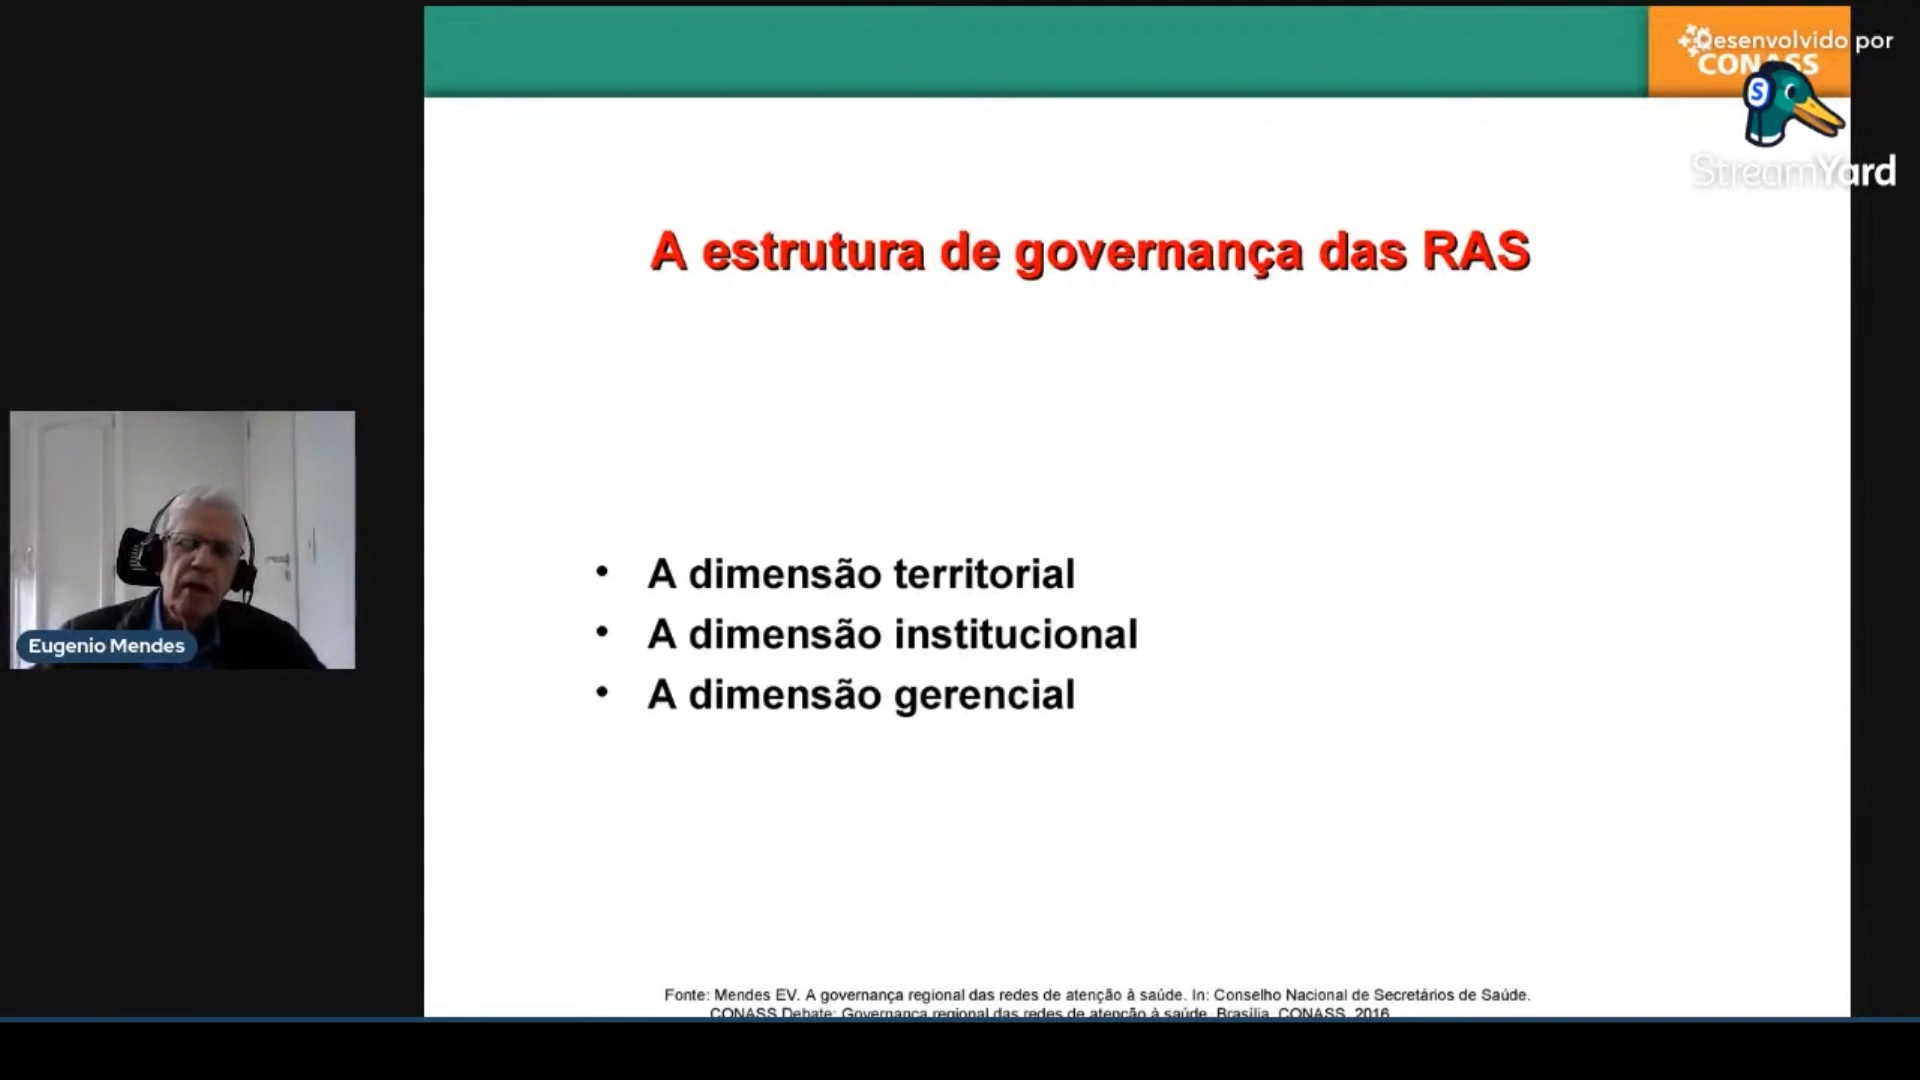 Desenvolvido por
CONASS
StreamYard
A estrutura de governança das RAS
• A dimensão territorial
• A dimensão institucional
• A dimensão gerencial
Eugenio Mendes
Fonte: Mendes EV. A governança regional das redes de atenção à saúde. In: Conselho Nacional de Secretários de Saúde.
CONASS Debate: Governança regional das redes de atenção à saúde. Brasília, CONASS, 2016